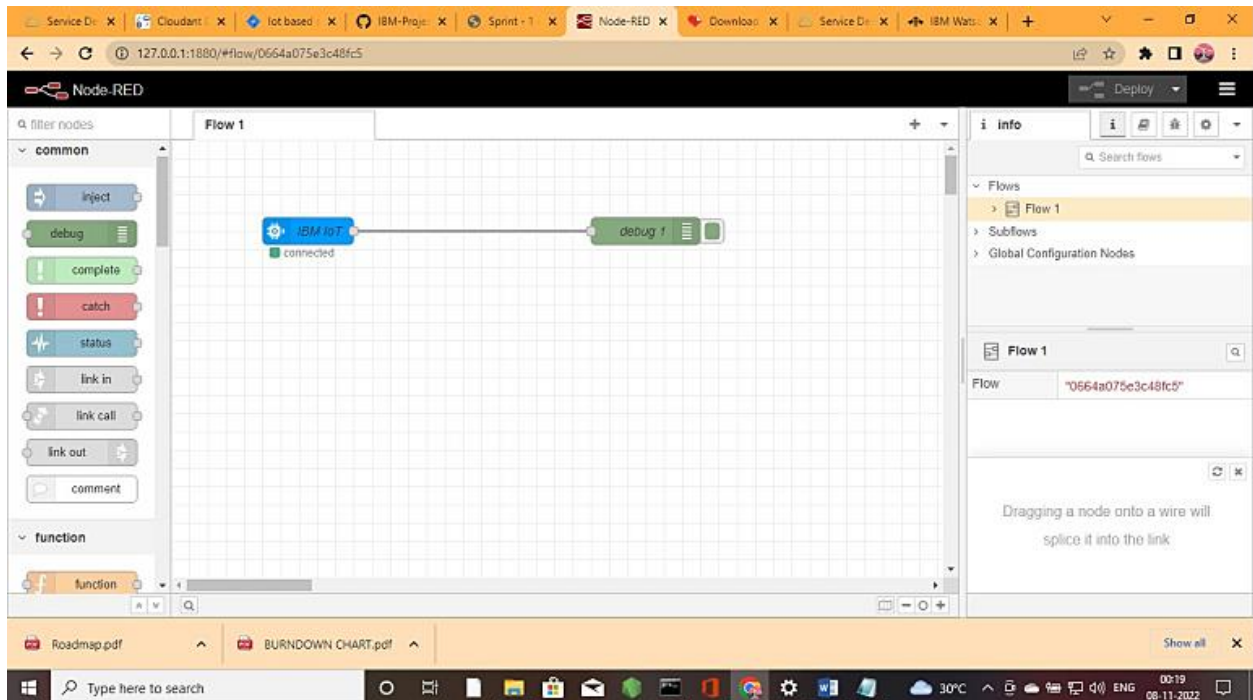 Service De
Cloudant
Iot based
IBM-Proje
Sprint - 1
Node-RED
Download
Service De
IBM Wats
127.0.0.1:1880/#flow/0664a075e3c48fc5
Node-RED
Deploy
filter nodes
Flow 1
i info
common
Search flows
inject
Flows
Flow 1
debug
IBM IoT
debug 1
Subflows
connected
Global Configuration Nodes
complete
catch
status
Flow 1
link in
Flow
"0664a075e3c48fc5"
link call
link out
comment
Dragging a node onto a wire will
splice it into the link
function
function
Roadmap.pdf
BURNDOWN CHART.pdf
Show all
Type here to search
30°C
ENG
00:19
08-11-2022